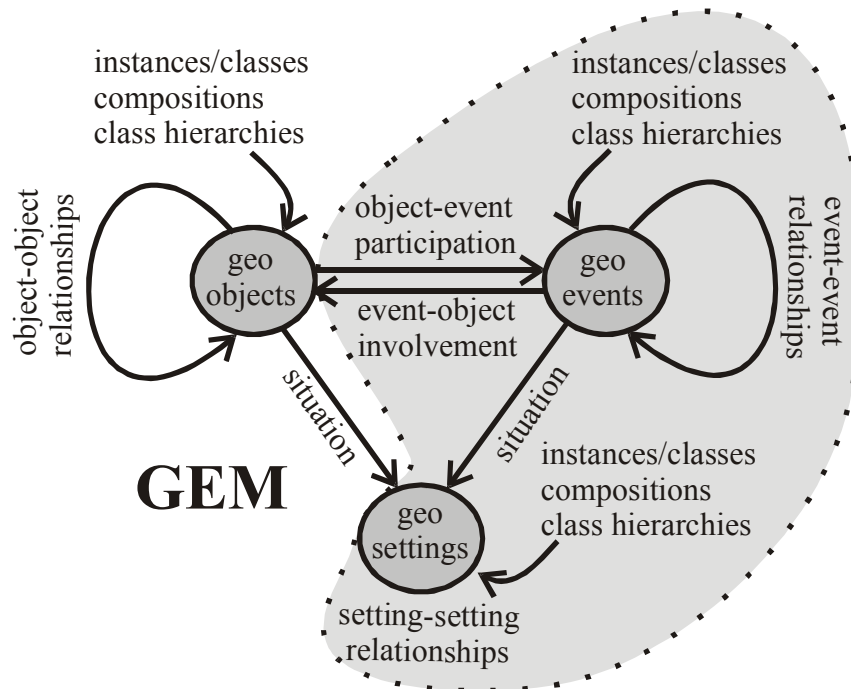 instances/classes
compositions
class hierarchies
instances/classes
compositions
class hierarchies
object-object
relationships
geo
objects
object-event
participation
event-object
involvement
geo
events
event-event
relationships
situation
situation
GEM
instances/classes
compositions
class hierarchies
geo
settings
setting-setting
relationships